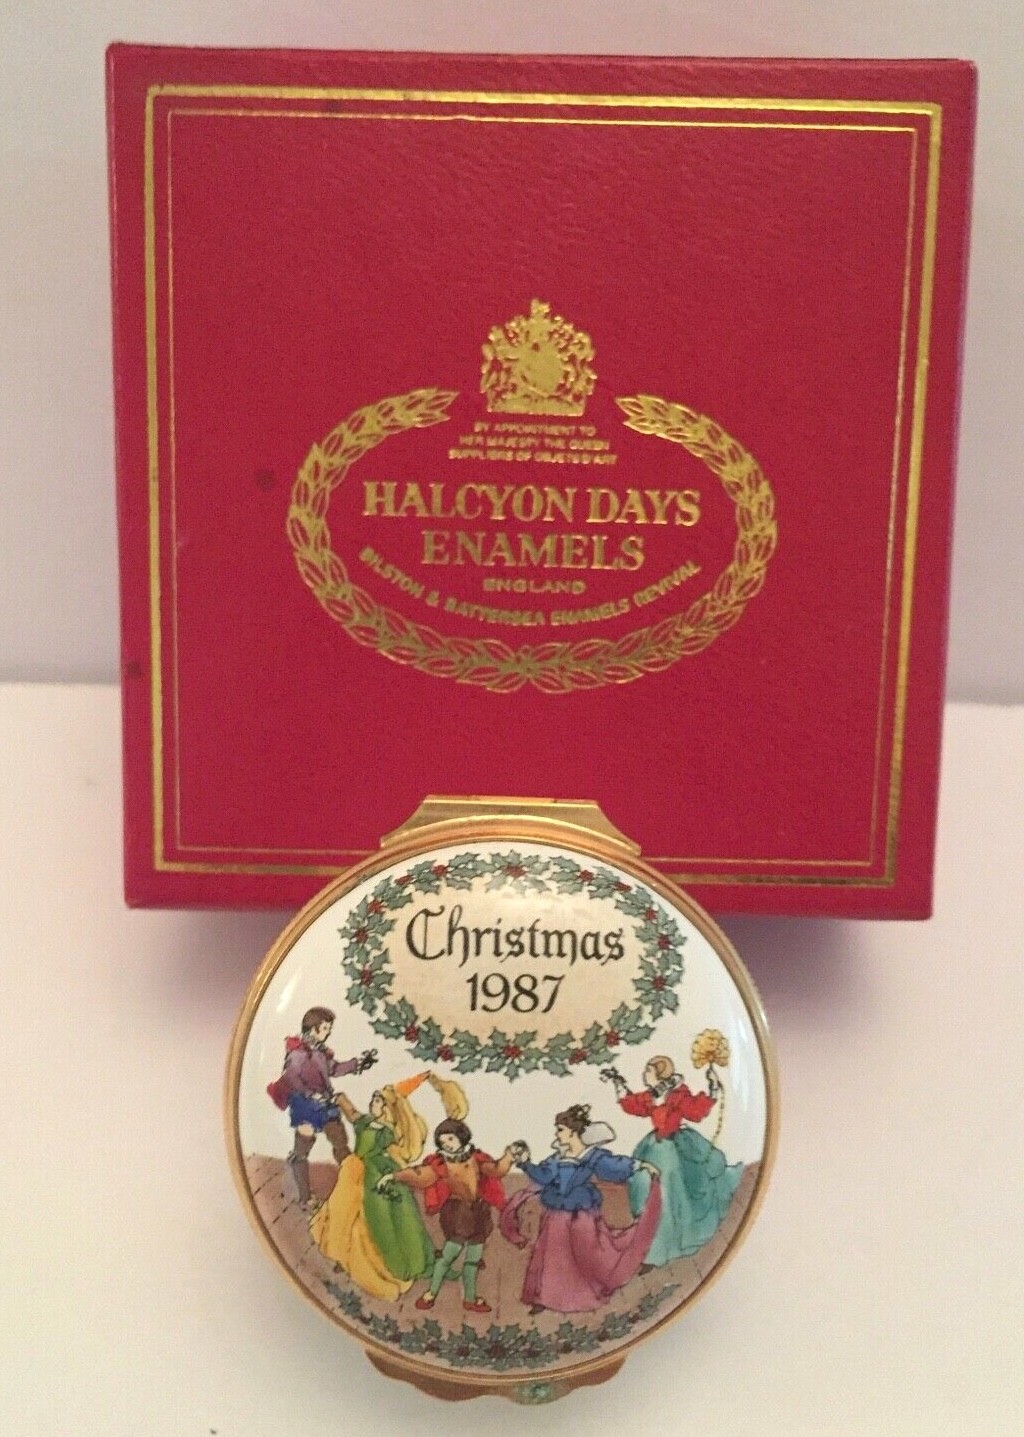 BY APPOINTMENT TO
HER MAJESTY THE QUEEN
SUPPLIERS OF OBJETS D'ART
HALCYON DAYS
ENAMELS
ENGLAND
BILSTON & BATTERSEA ENAMELS REVIVAL
Christmas
1987